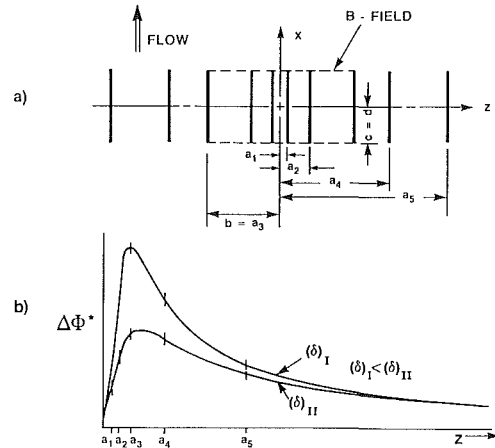 a)
FLOW
x
B - FIELD
z
c = d
a₁
a₂
a₄
a₅
b = a₃
b)
ΔΦ*
(δ)I
(δ)I<(δ)II
(δ)II
a₁ a₂ a₃ a₄ a₅ Z